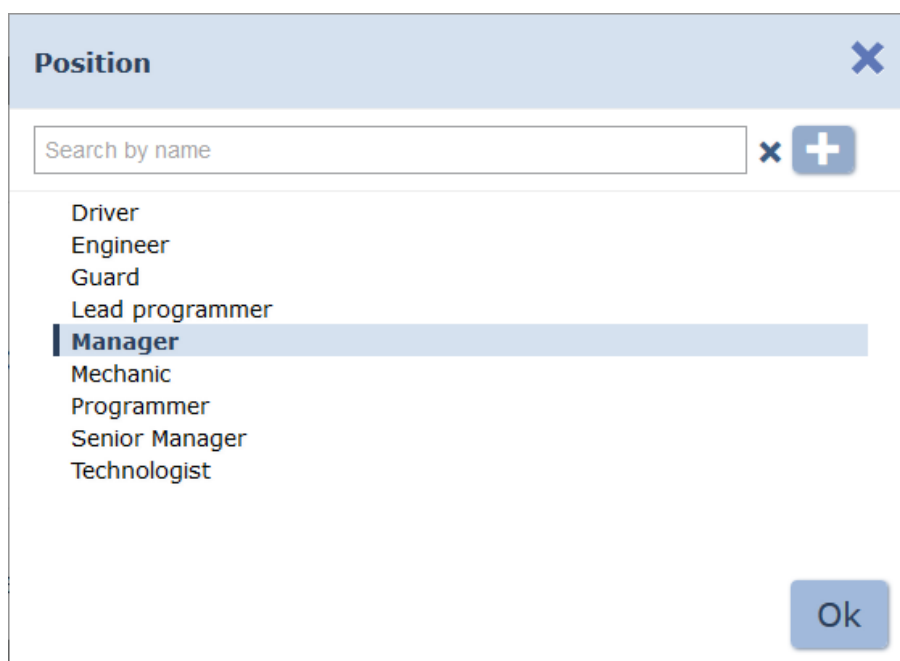 Position
Search by name
Driver
Engineer
Guard
Lead programmer
Manager
Mechanic
Programmer
Senior Manager
Technologist
Ok